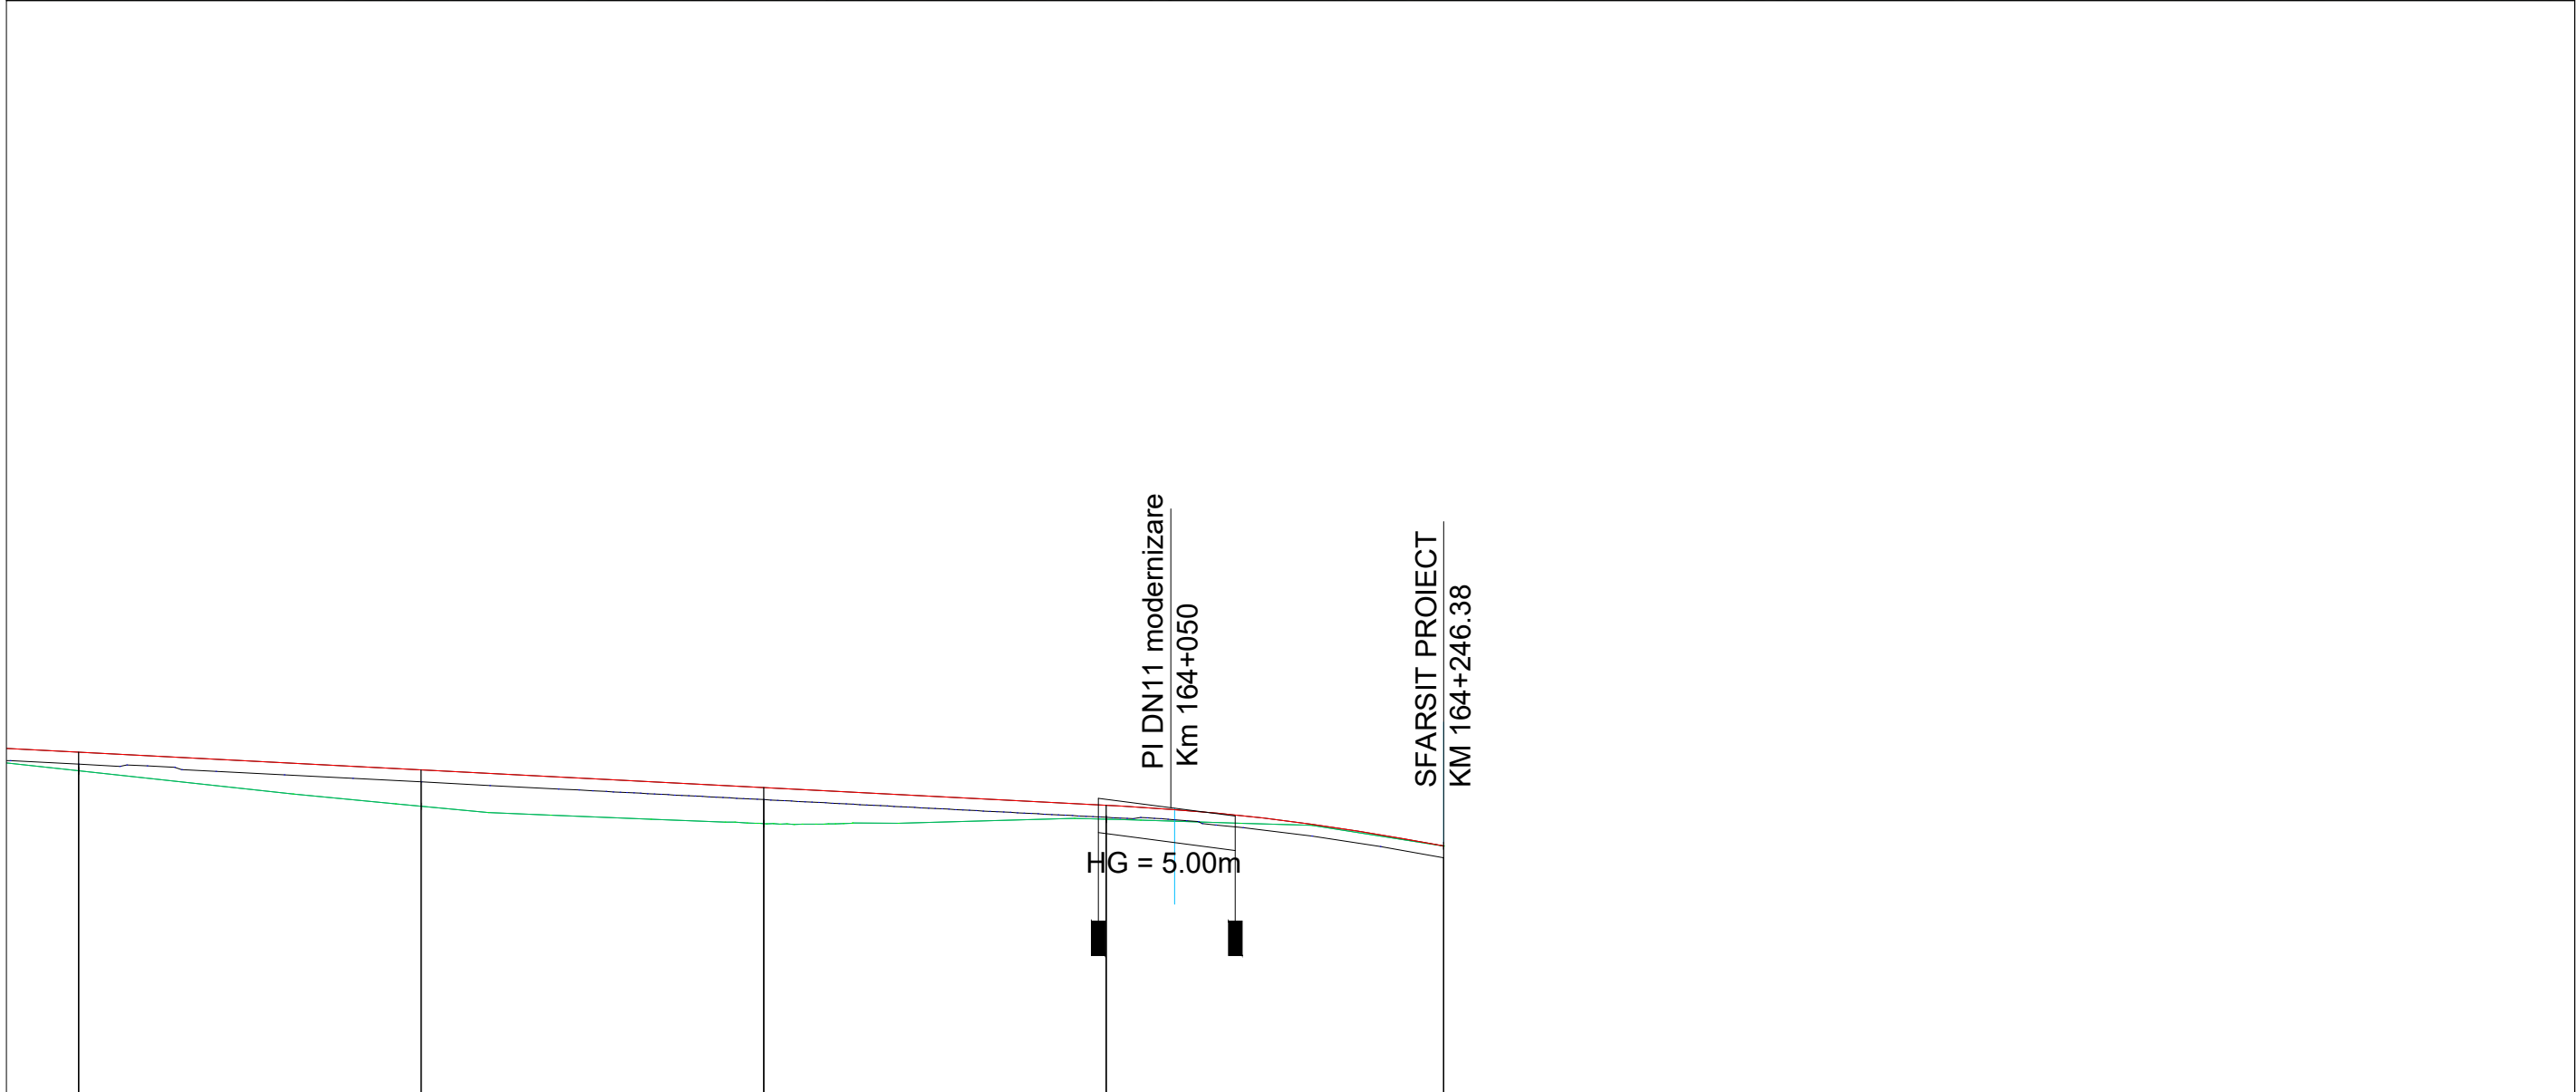 PI DN11 modernizare
Km 164+050
SFARSIT PROIECT
KM 164+246.38
HG = 5.00m